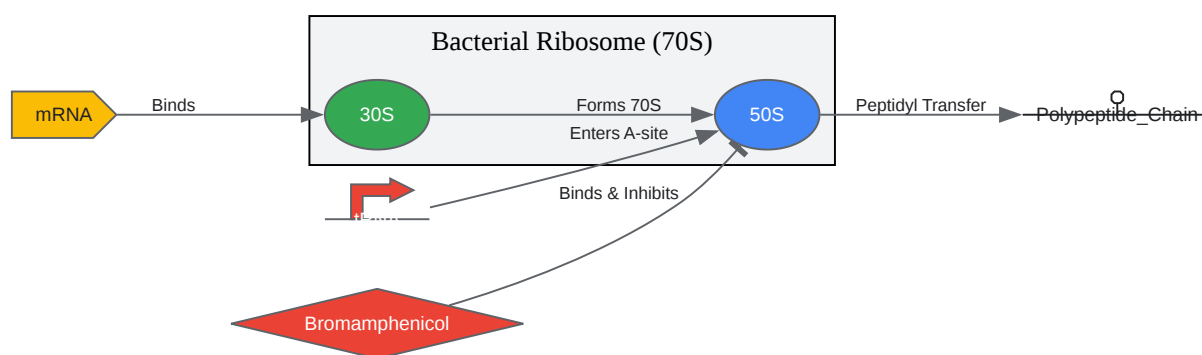 Bacterial Ribosome (70S)
mRNA
Binds
30S
Forms 70S
50S
Peptidyl Transfer
Polypeptide_Chain
Enters A-site
Binds & Inhibits
Bromamphenicol